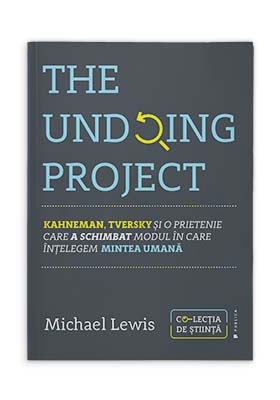 THE
UNDOING
PROJECT
KAHNEMAN, TVERSKY ȘI O PRIETENIE
CARE A SCHIMBAT MODUL ÎN CARE
ÎNȚELEGEM MINTEA UMANĂ
Michael Lewis
COLECȚIA
DE ȘTIINȚĂ
PUBLICA